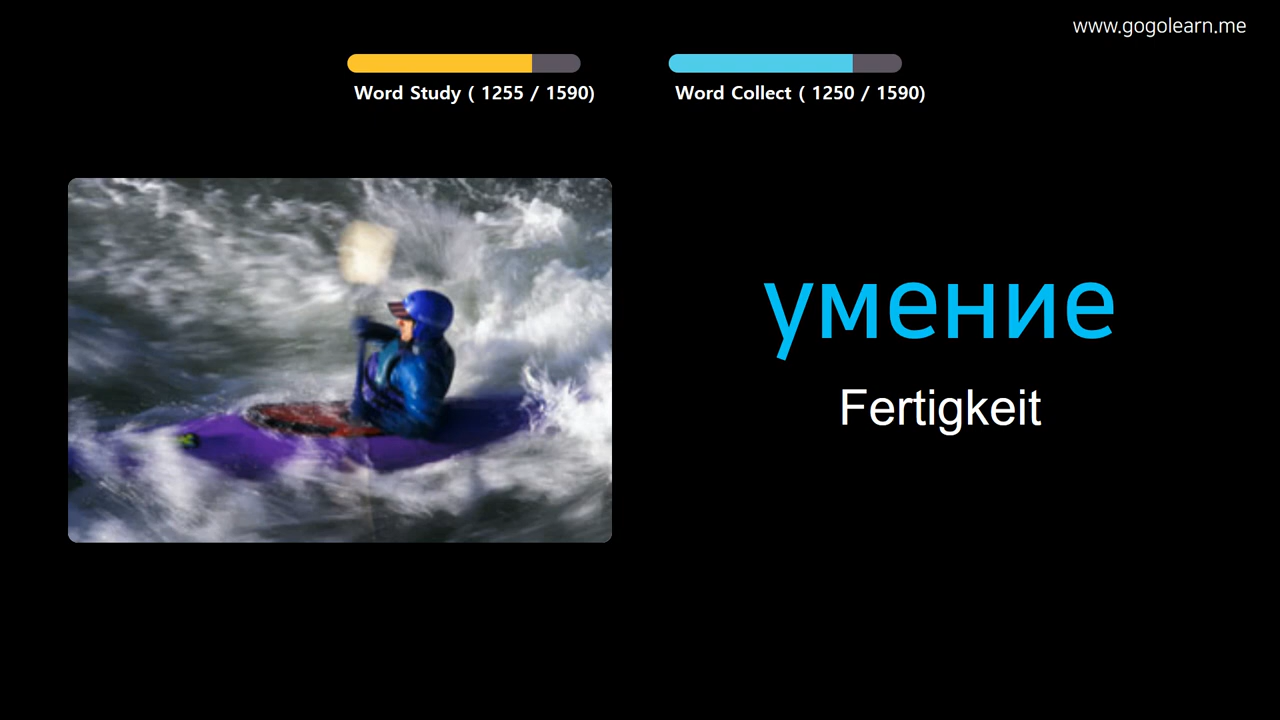 www.gogolearn.me
Word Study ( 1255 / 1590)
Word Collect ( 1250 / 1590)
умение
Fertigkeit